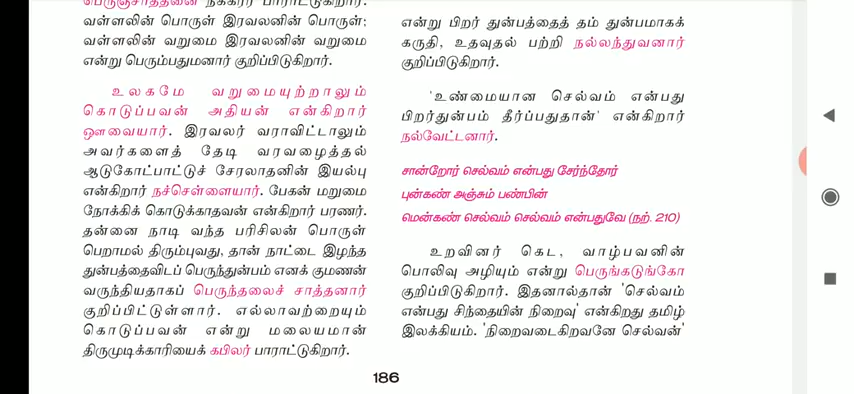 பெருஞ்சாத்தனை நக்கீரர் பாராட்டுகிறார்.
வள்ளலின் பொருள் இரவலனின் பொருள்;
வள்ளலின் வறுமை இரவலனின் வறுமை
என்று பெரும்பதுமனார் குறிப்பிடுகிறார்.
உலகமே வறுமையுற்றாலும்
கொடுப்பவன் அதியன் என்கிறார்
ஔவையார். இரவலர் வராவிட்டாலும்
அவர்களைத் தேடி வரவழைத்தல்
ஆடுகோட்பாட்டுச் சேரலாதனின் இயல்பு
என்கிறார் நச்செள்ளையார். பேகன் மறுமை
நோக்கிக் கொடுக்காதவன் என்கிறார் பரணர்.
தன்னை நாடி வந்த பரிசிலன் பொருள்
பெறாமல் திரும்புவது, தான் நாட்டை இழந்த
துன்பத்தைவிடப் பெருந்துன்பம் எனக் குமணன்
வருந்தியதாகப் பெருந்தலைச் சாத்தனார்
குறிப்பிட்டுள்ளார். எல்லாவற்றையும்
கொடுப்பவன் என்று மலையமான்
திருமுடிக்காரியைக் கபிலர் பாராட்டுகிறார்.
என்று பிறர் துன்பத்தைத் தம் துன்பமாகக்
கருதி, உதவுதல் பற்றி நல்லந்துவனார்
குறிப்பிடுகிறார்.
'உண்மையான செல்வம் என்பது
பிறர்துன்பம் தீர்ப்பதுதான்' என்கிறார்
நல்வேட்டனார்.
சான்றோர் செல்வம் என்பது சேர்ந்தோர்
புன்கண் அஞ்சும் பண்பின்
மென்கண் செல்வம் செல்வம் என்பதுவே (நற். 210)
உறவினர் கெட, வாழ்பவனின்
பொலிவு அழியும் என்று பெருங்கடுங்கோ
குறிப்பிடுகிறார். இதனால்தான் 'செல்வம்
என்பது சிந்தையின் நிறைவு' என்கிறது தமிழ்
இலக்கியம். 'நிறைவடைகிறவனே செல்வன்'
186